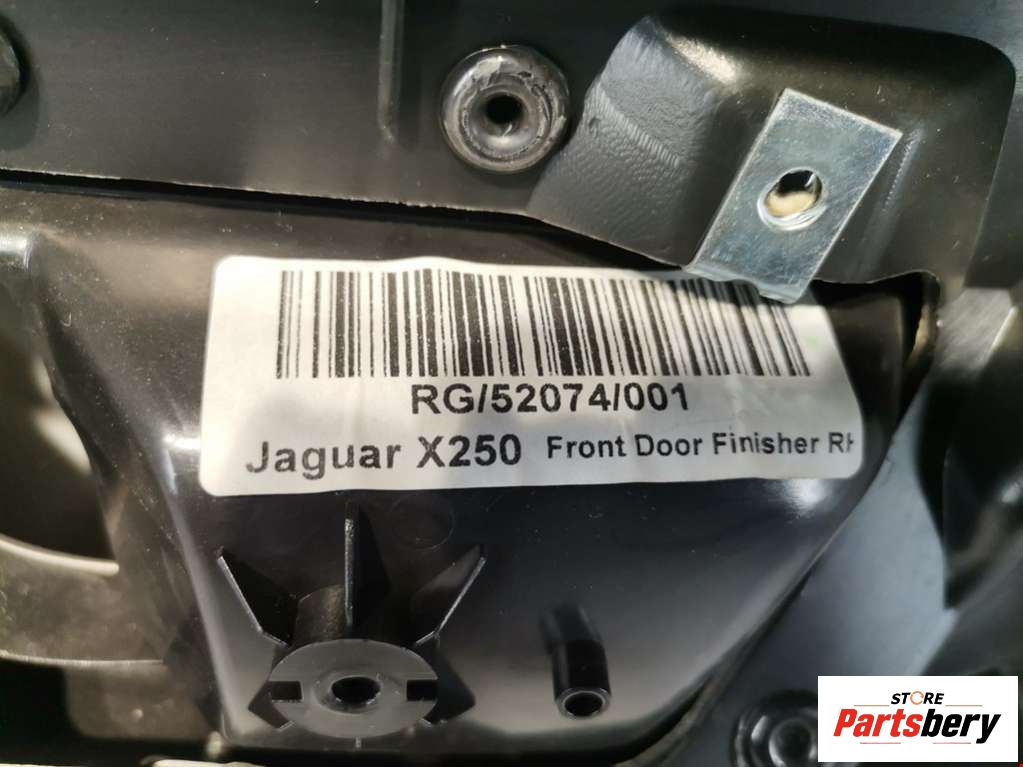 RG/52074/001
Jaguar X250 Front Door Finisher RH
STORE
Partsbery